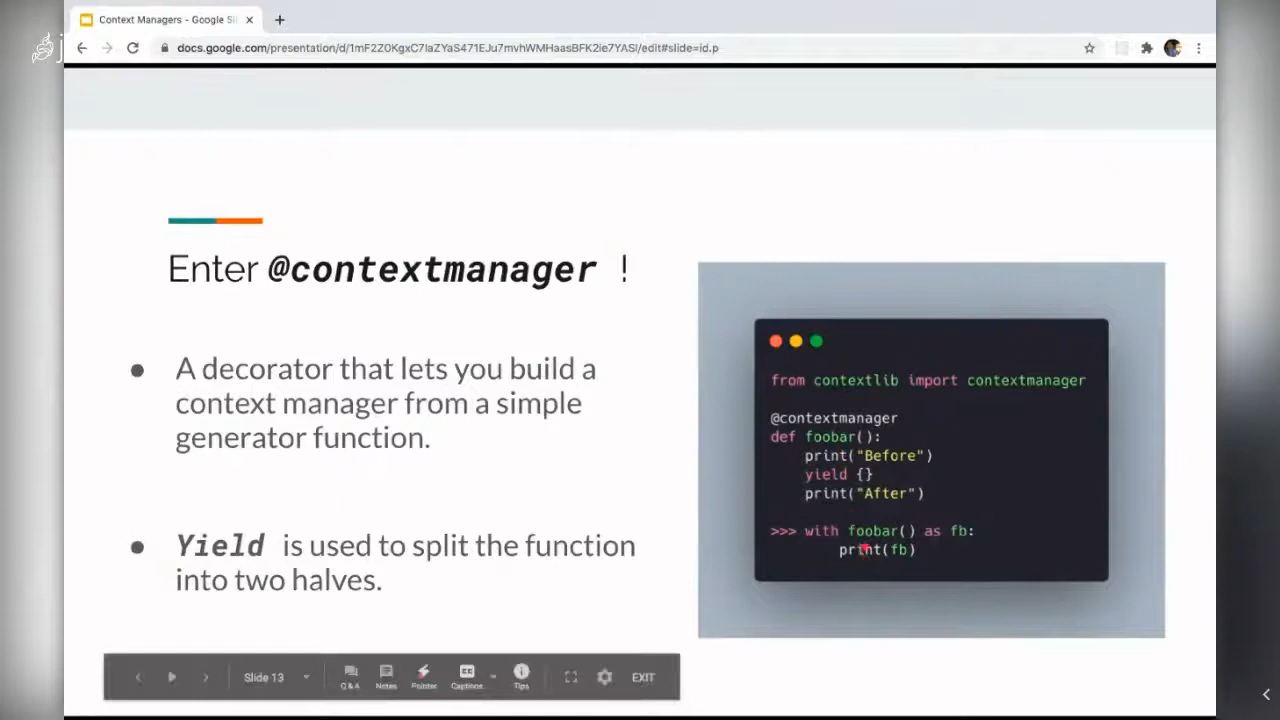 Context Managers - Google Sli
docs.google.com/presentation/d/1mF2Z0KgxC7laZYaS471EJu7mvhWMHaasBFK2ie7YASI/edit#slide=id.p
Enter @contextmanager !
● A decorator that lets you build a
context manager from a simple
generator function.
● Yield is used to split the function
into two halves.
from contextlib import contextmanager
@contextmanager
def foobar():
print("Before")
yield {}
print("After")
>>> with foobar() as fb:
print(fb)
Slide 13
Q & A
Notes
Pointer
Captions
Tips
EXIT